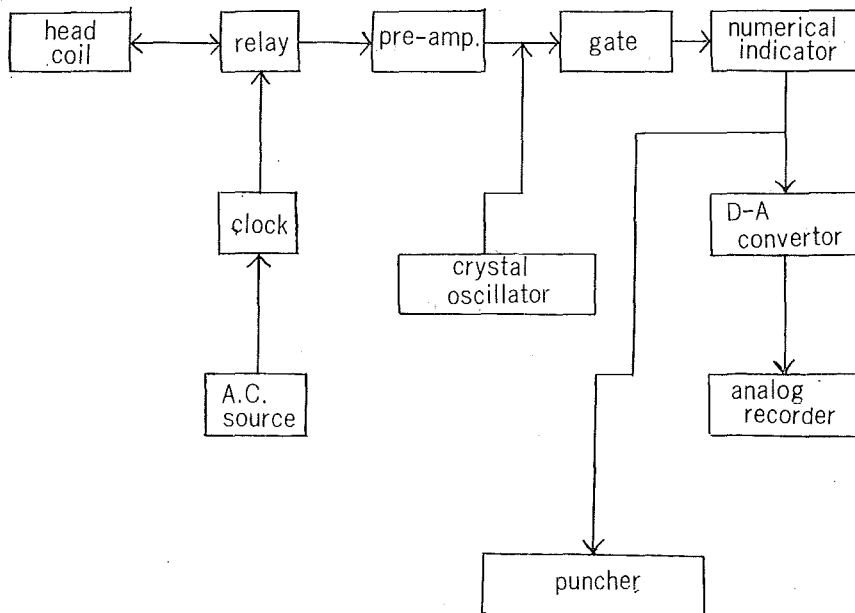 head
coil
relay
pre-amp.
gate
numerical
indicator
clock
crystal
oscillator
D-A
convertor
A.C.
source
analog
recorder
puncher